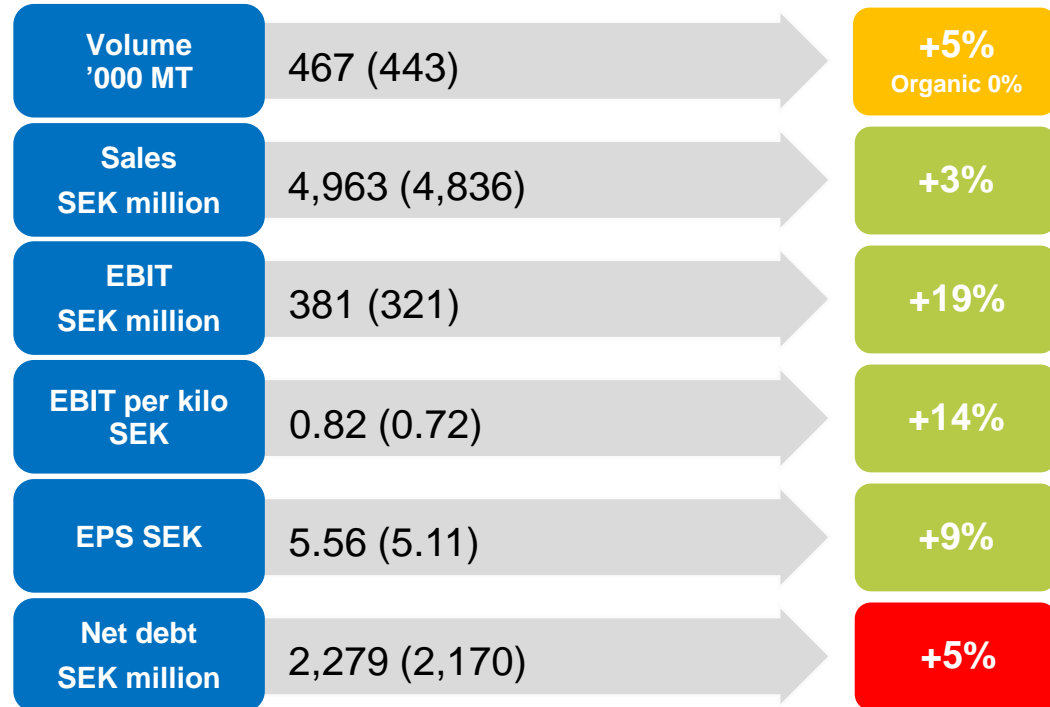 Volume
’000 MT
467 (443)
+5%
Organic 0%
Sales
SEK million
4,963 (4,836)
+3%
EBIT
SEK million
381 (321)
+19%
EBIT per kilo
SEK
0.82 (0.72)
+14%
EPS SEK
5.56 (5.11)
+9%
Net debt
SEK million
2,279 (2,170)
+5%